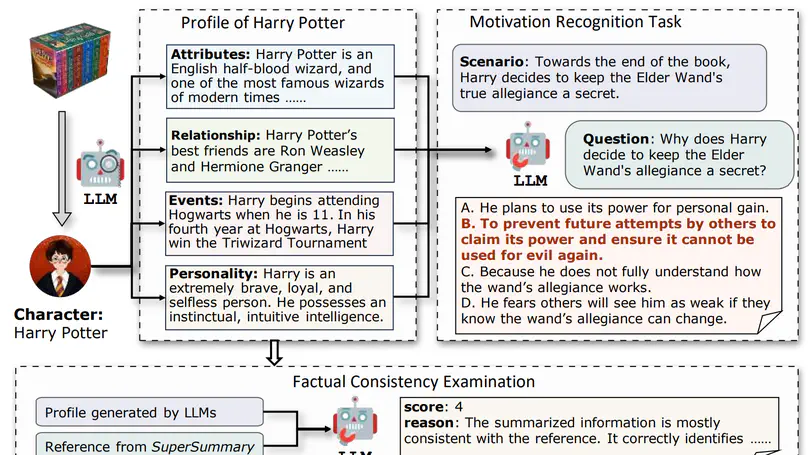 Profile of Harry Potter
Attributes: Harry Potter is an
English half-blood wizard, and
one of the most famous wizards
of modern times ......
Relationship: Harry Potter's
best friends are Ron Weasley
and Hermione Granger ......
Events: Harry begins attending
Hogwarts when he is 11. In his
fourth year at Hogwarts, Harry
win the Triwizard Tournament
Personality: Harry is an
extremely brave, loyal, and
selfless person. He possesses an
instinctual, intuitive intelligence.
LLM
Character:
Harry Potter
Motivation Recognition Task
Scenario: Towards the end of the book,
Harry decides to keep the Elder Wand's
true allegiance a secret.
LLM
Question: Why does Harry
decide to keep the Elder
Wand's allegiance a secret?
A. He plans to use its power for personal gain.
B. To prevent future attempts by others to
claim its power and ensure it cannot be
used for evil again.
C. Because he does not fully understand how
the wand's allegiance works.
D. He fears others will see him as weak if they
know the wand's allegiance can change.
Factual Consistency Examination
Profile generated by LLMs
Reference from SuperSummary
LLM
score: 4
reason: The summarized information is mostly
consistent with the reference. It correctly identifies ......